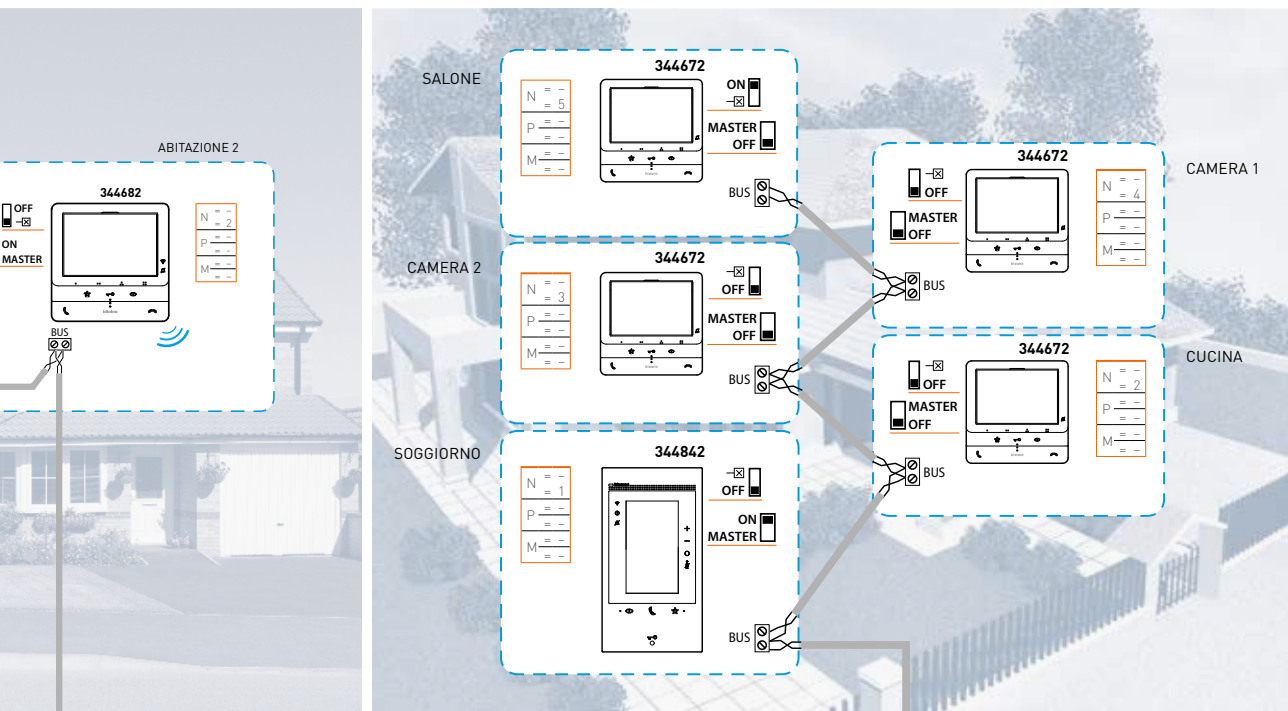 ABITAZIONE 2
344682
OFF
ON
MASTER
N = –
= 2
P = –
= –
M = –
= –
BUS
SALONE
344672
N = –
= 5
P = –
= –
M = –
= –
ON
MASTER
OFF
BUS
CAMERA 1
344672
OFF
MASTER
OFF
N = –
= 4
P = –
= –
M = –
= –
BUS
CAMERA 2
344672
N = –
= 3
P = –
= –
M = –
= –
OFF
MASTER
OFF
BUS
CUCINA
344672
OFF
MASTER
OFF
N = –
= 2
P = –
= –
M = –
= –
BUS
SOGGIORNO
344842
N = –
= 1
P = –
= –
M = –
= –
OFF
ON
MASTER
BUS